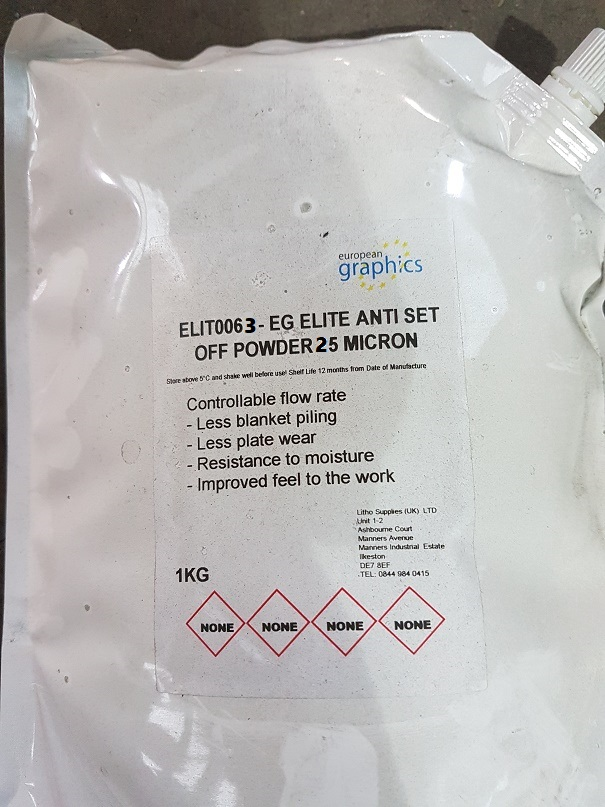 european
graphics
ELIT0063 - EG ELITE ANTI SET
OFF POWDER 25 MICRON
Store above 5°C and shake well before use! Shelf Life 12 months from Date of Manufacture
Controllable flow rate
- Less blanket piling
- Less plate wear
- Resistance to moisture
- Improved feel to the work
Litho Supplies (UK) LTD
Unit 1-2
Ashbourne Court
Manners Avenue
Manners Industrial Estate
Ilkeston
DE7 8EF
TEL: 0844 984 0415
1KG
NONE NONE NONE NONE